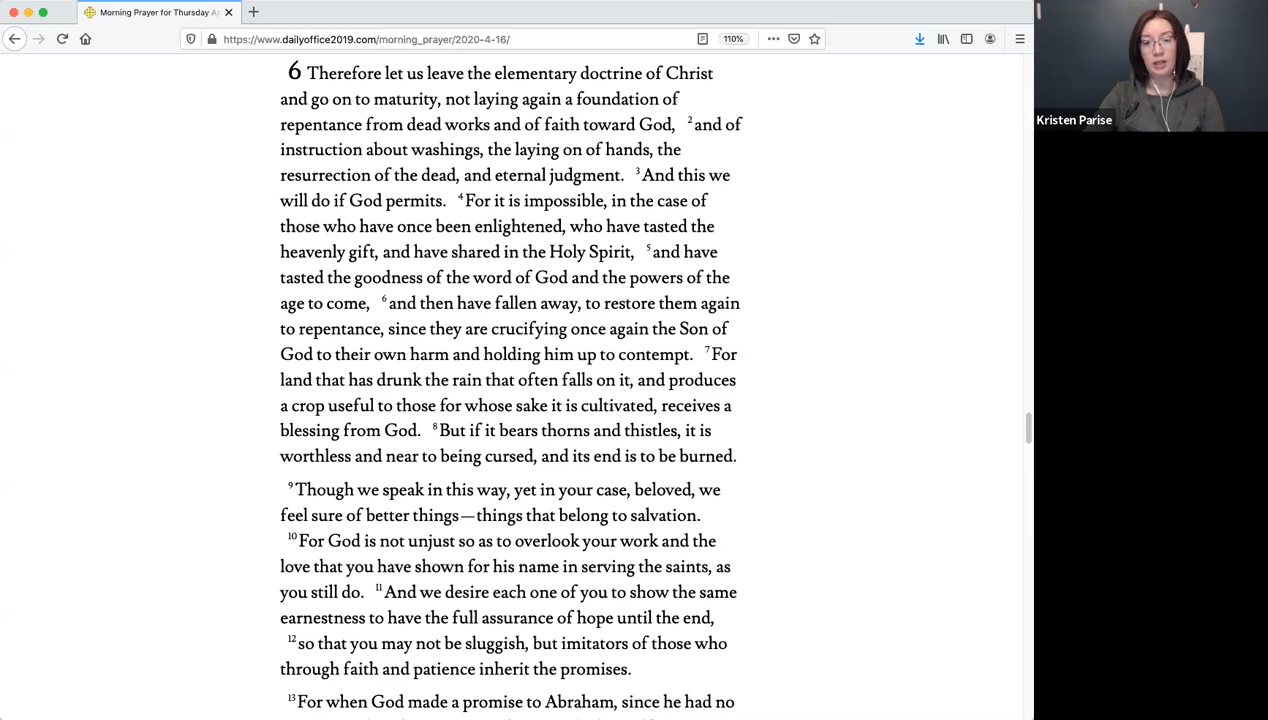 Morning Prayer for Thursday A
https://www.dailyoffice2019.com/morning_prayer/2020-4-16/
110%
Kristen Parise
6 Therefore let us leave the elementary doctrine of Christ
and go on to maturity, not laying again a foundation of
repentance from dead works and of faith toward God, 2 and of
instruction about washings, the laying on of hands, the
resurrection of the dead, and eternal judgment. 3 And this we
will do if God permits. 4 For it is impossible, in the case of
those who have once been enlightened, who have tasted the
heavenly gift, and have shared in the Holy Spirit, 5 and have
tasted the goodness of the word of God and the powers of the
age to come, 6 and then have fallen away, to restore them again
to repentance, since they are crucifying once again the Son of
God to their own harm and holding him up to contempt. 7 For
land that has drunk the rain that often falls on it, and produces
a crop useful to those for whose sake it is cultivated, receives a
blessing from God. 8 But if it bears thorns and thistles, it is
worthless and near to being cursed, and its end is to be burned.
9 Though we speak in this way, yet in your case, beloved, we
feel sure of better things—things that belong to salvation.
10 For God is not unjust so as to overlook your work and the
love that you have shown for his name in serving the saints, as
you still do. 11 And we desire each one of you to show the same
earnestness to have the full assurance of hope until the end,
12 so that you may not be sluggish, but imitators of those who
through faith and patience inherit the promises.
13 For when God made a promise to Abraham, since he had no